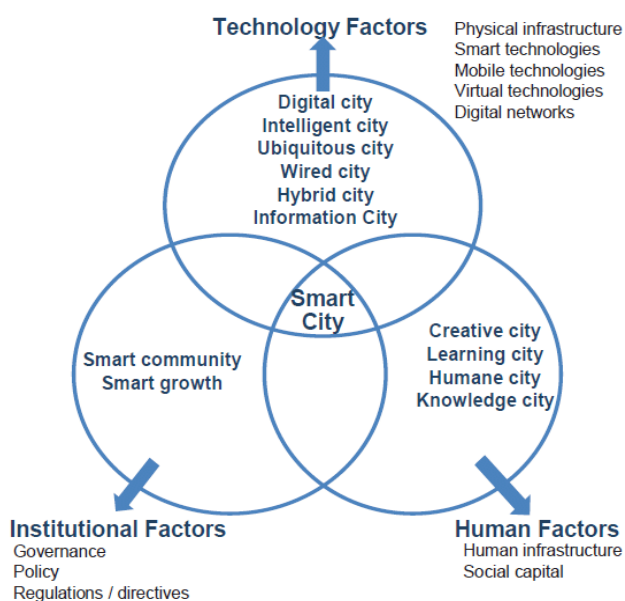 Technology Factors
Physical infrastructure
Smart technologies
Mobile technologies
Virtual technologies
Digital networks
Digital city
Intelligent city
Ubiquitous city
Wired city
Hybrid city
Information City
Smart
City
Smart community
Smart growth
Creative city
Learning city
Humane city
Knowledge city
Institutional Factors
Governance
Policy
Regulations / directives
Human Factors
Human infrastructure
Social capital